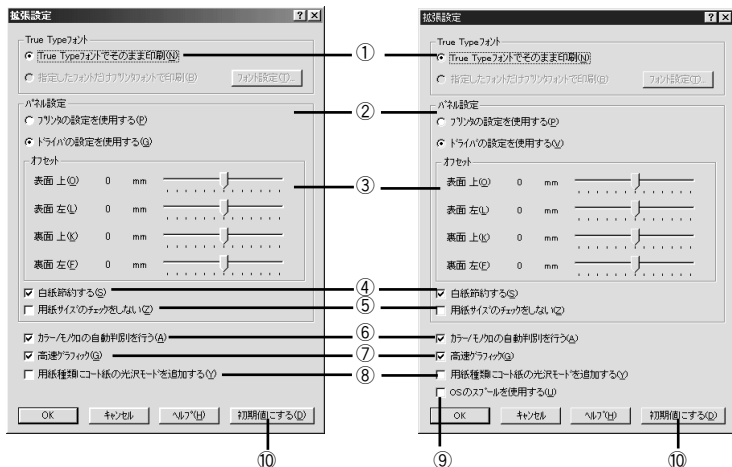 拡張設定
True Typeフォント
True Typeフォントでそのまま印刷(N)
指定したフォントだけプリンタフォントで印刷(B)
フォント設定(T)...
パネル設定
プリンタの設定を使用する(P)
ドライバの設定を使用する(G)
オフセット
表面 上(O) 0 mm
表面 左(L) 0 mm
裏面 上(K) 0 mm
裏面 左(F) 0 mm
白紙節約する(S)
用紙サイズのチェックをしない(Z)
カラー/モノクロの自動判別を行う(A)
高速グラフィック(G)
用紙種類にコート紙の光沢モードを追加する(Y)
OK
キャンセル
ヘルプ(H)
初期値にする(D)
①
②
③
④
⑤
⑥
⑦
⑧
⑩
拡張設定
True Typeフォント
True Typeフォントでそのまま印刷(N)
指定したフォントだけプリンタフォントで印刷(B)
フォント設定(T)...
パネル設定
プリンタの設定を使用する(P)
ドライバの設定を使用する(V)
オフセット
表面 上(O) 0 mm
表面 左(L) 0 mm
裏面 上(K) 0 mm
裏面 左(F) 0 mm
白紙節約する(S)
用紙サイズのチェックをしない(Z)
カラー/モノクロの自動判別を行う(A)
高速グラフィック(G)
用紙種類にコート紙の光沢モードを追加する(Y)
OSのスプールを使用する(U)
OK
キャンセル
ヘルプ(H)
初期値にする(D)
⑨
⑩